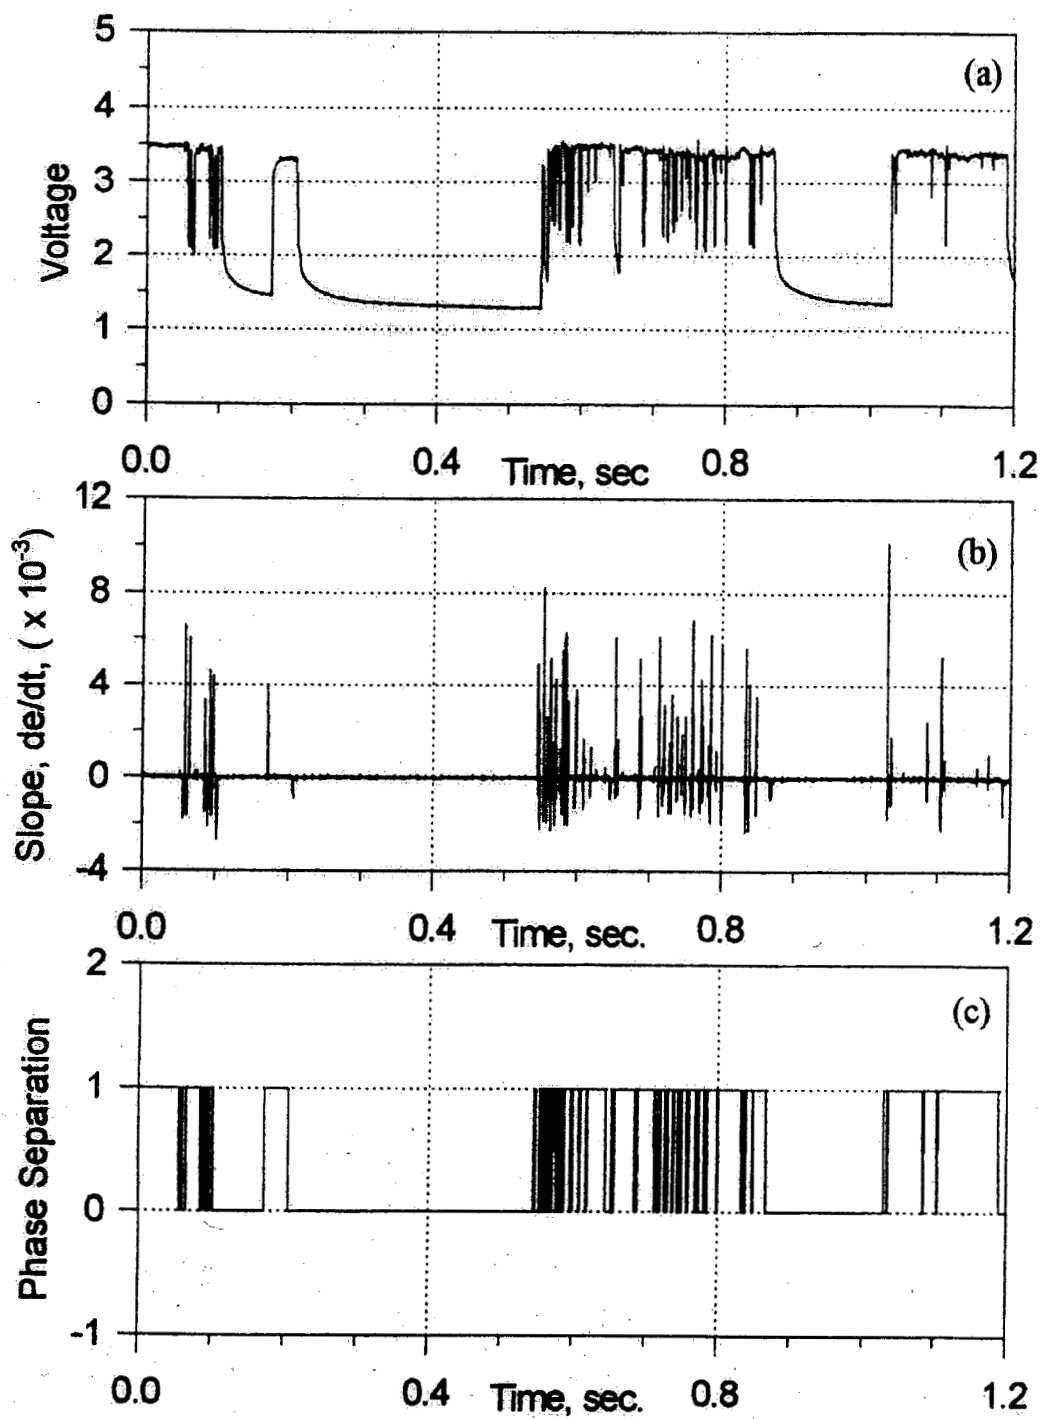 5
(a)
4
3
2
1
0
Voltage
0.0 0.4 Time, sec 0.8 1.2
12
(b)
8
4
0
-4
Slope, de/dt, ( x 10-3)
0.0 0.4 Time, sec. 0.8 1.2
2
(c)
1
0
-1
Phase Separation
0.0 0.4 Time, sec. 0.8 1.2